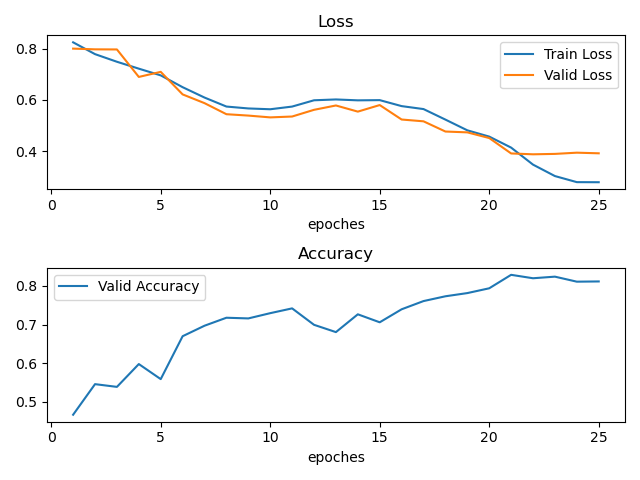 Loss
0.8
0.6
0.4
Train Loss
Valid Loss
0 5 10 15 20 25
epoches
Accuracy
0.8
0.7
0.6
0.5
Valid Accuracy
0 5 10 15 20 25
epoches